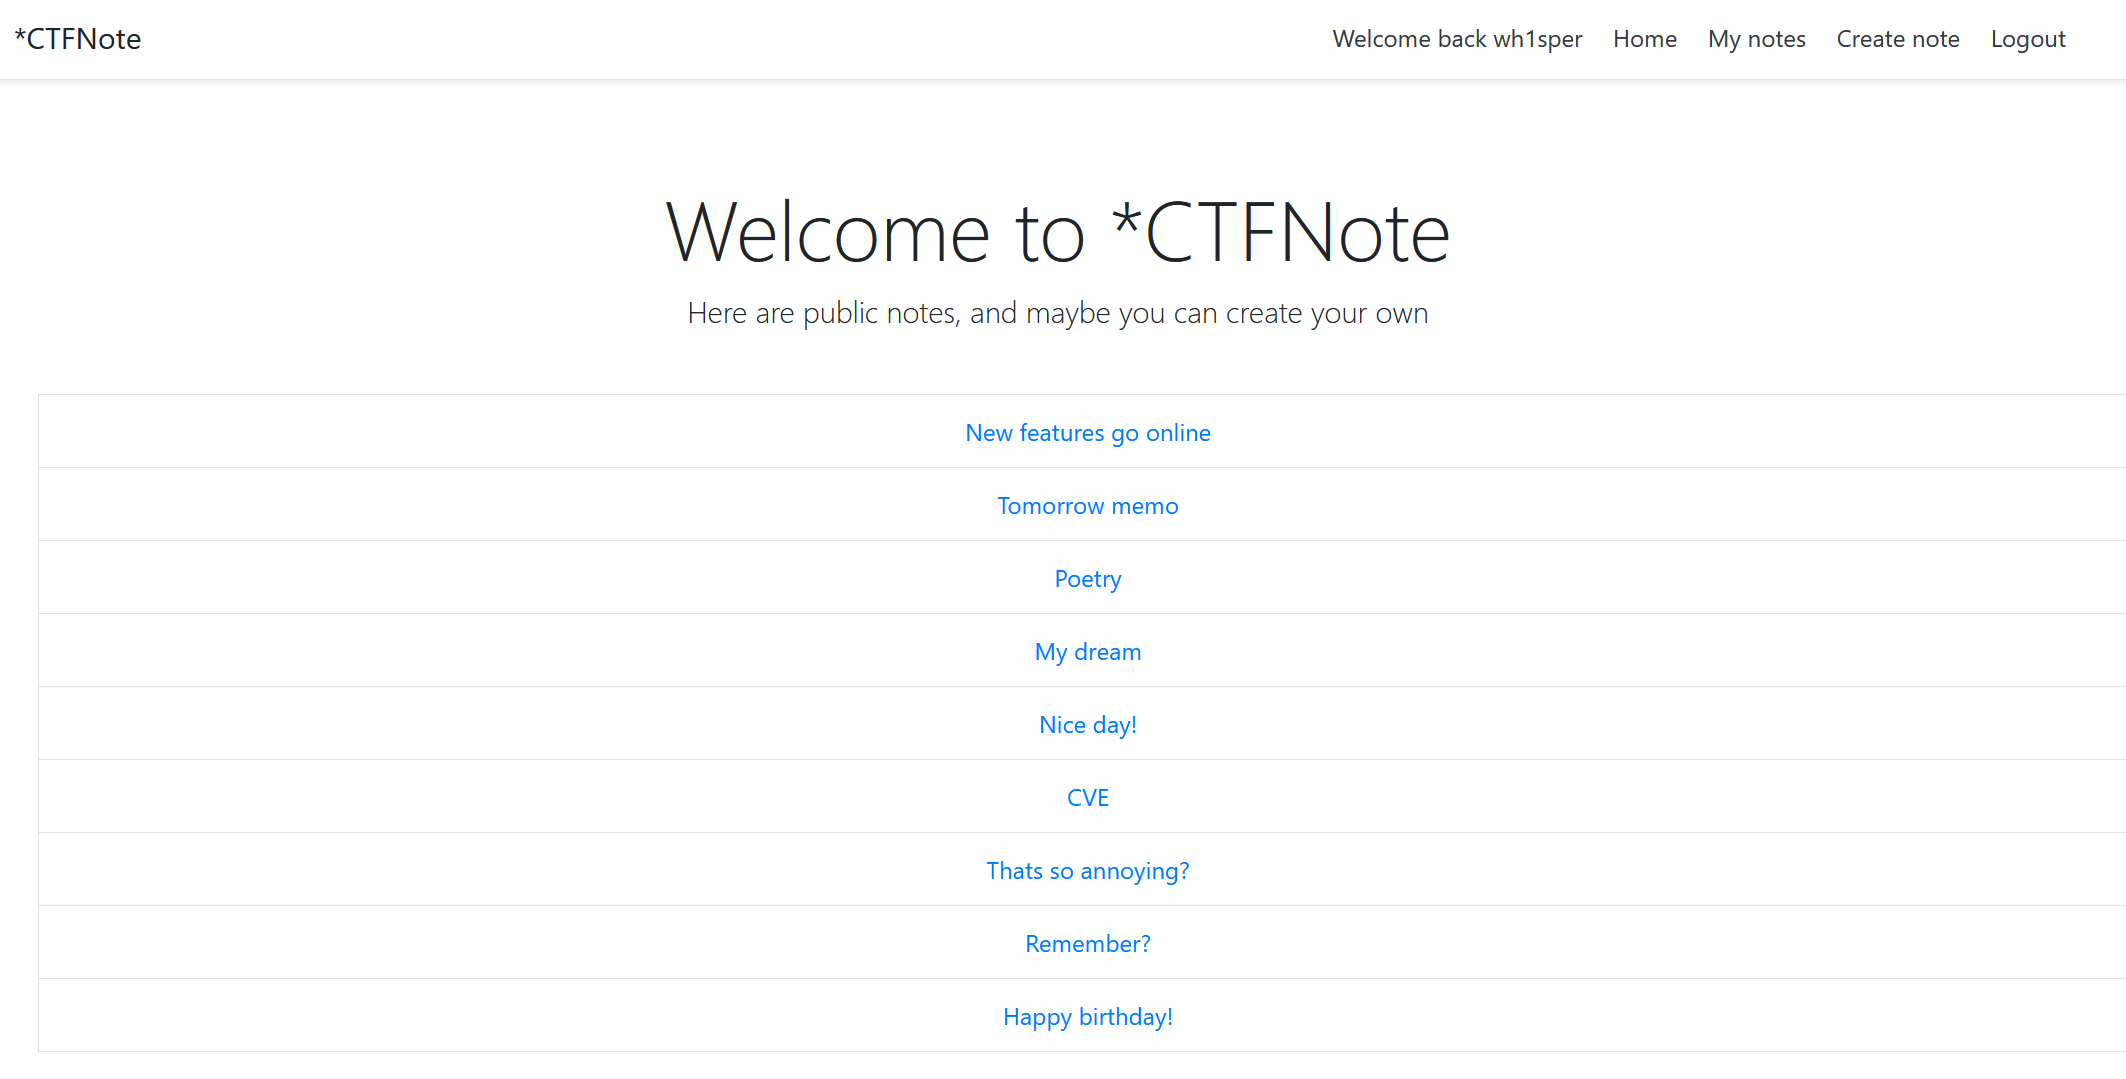 *CTFNote
Welcome back wh1sper Home My notes Create note Logout
Welcome to *CTFNote
Here are public notes, and maybe you can create your own
New features go online
Tomorrow memo
Poetry
My dream
Nice day!
CVE
Thats so annoying?
Remember?
Happy birthday!